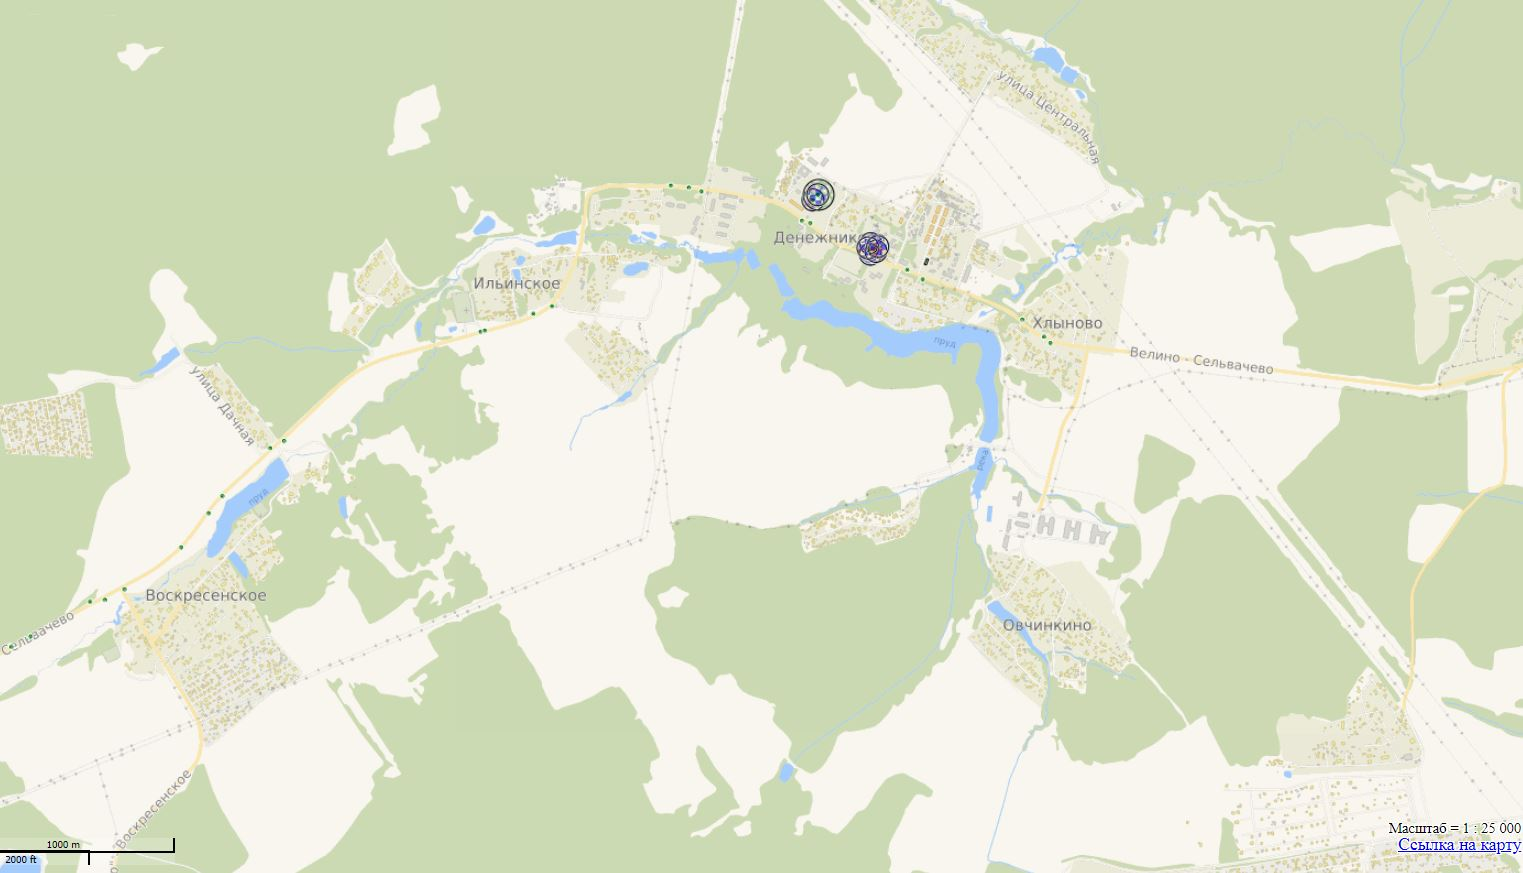 улица Центральная
Денежник
Ильинское
Хлыново
пруд
Велино - Сельвачево
улица Дачная
река
пруд
Воскресенское
Сельвачево
Овчинкино
Воскресенское
Масштаб = 1 : 25 000
Ссылка на карту
1000 m
2000 ft